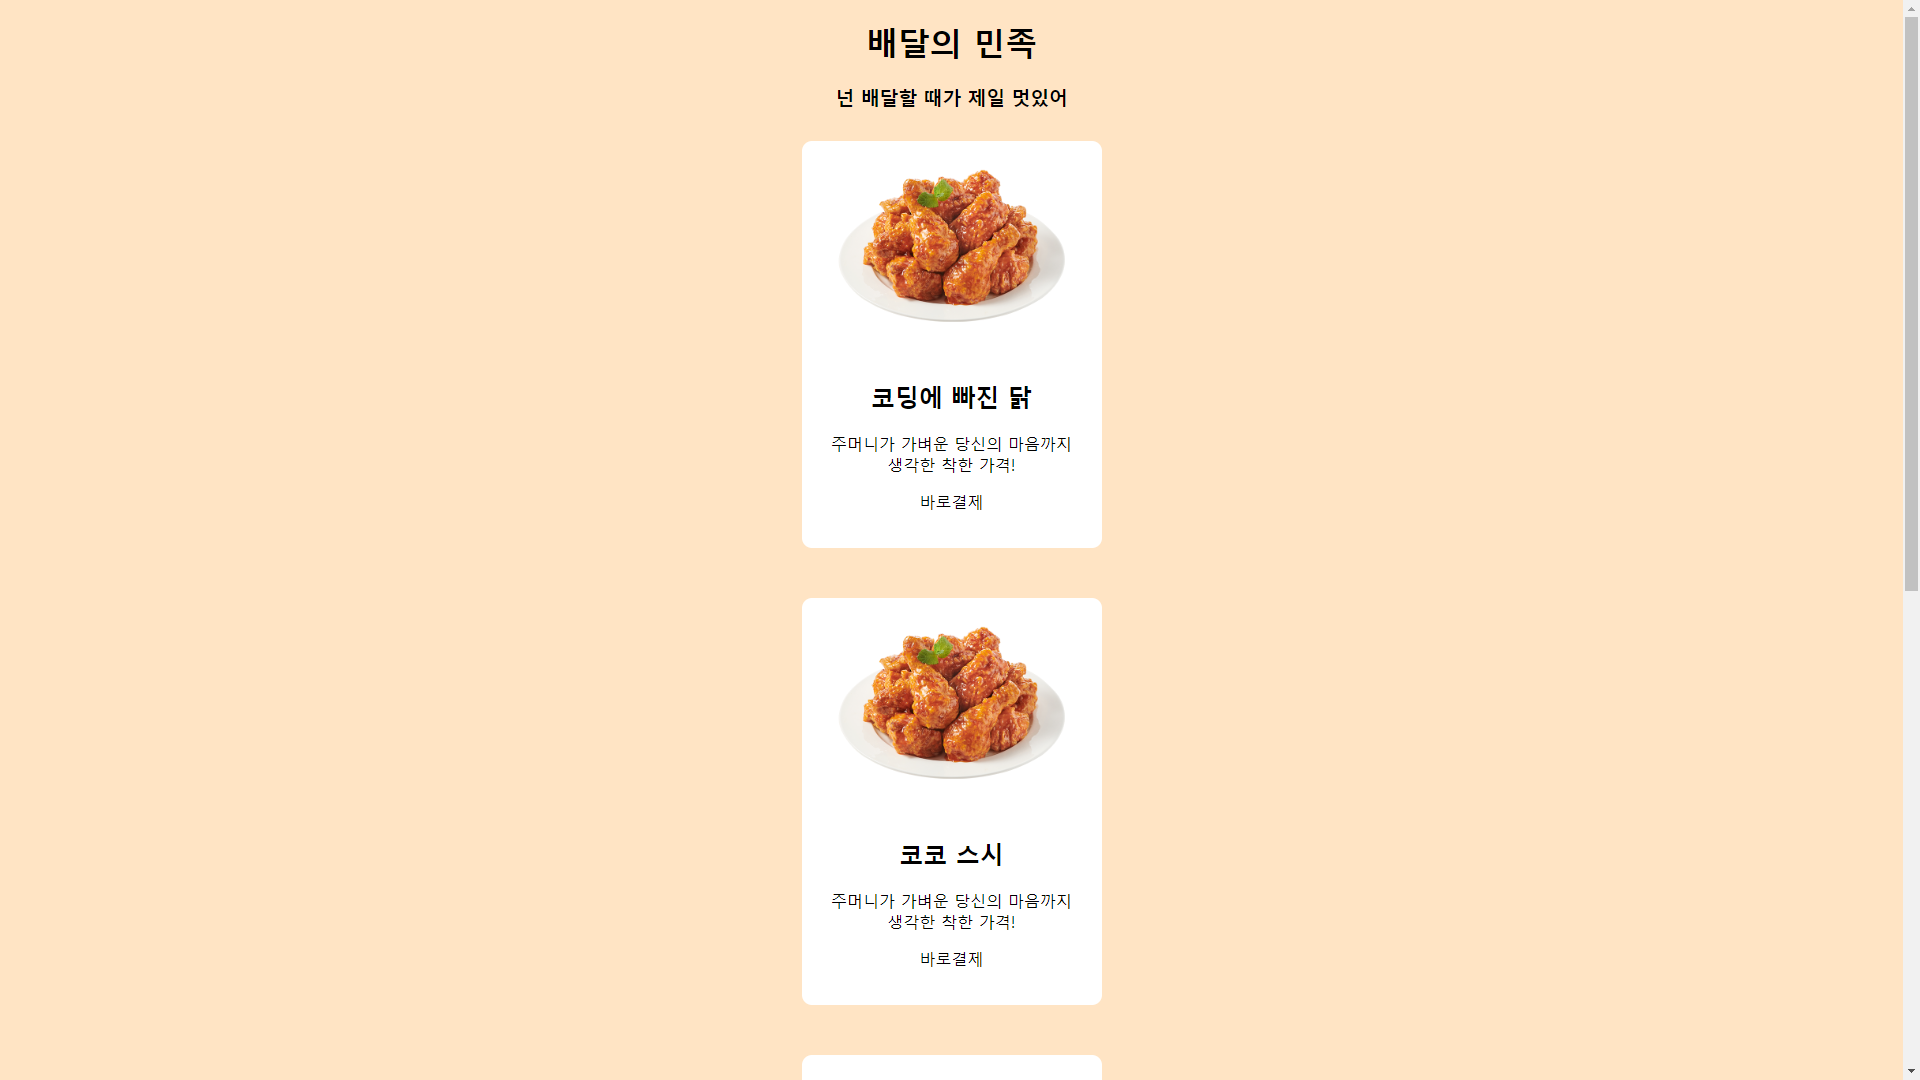 배달의 민족
넌 배달할 때가 제일 멋있어
코딩에 빠진 닭
주머니가 가벼운 당신의 마음까지
생각한 착한 가격!
바로결제
코코 스시
주머니가 가벼운 당신의 마음까지
생각한 착한 가격!
바로결제